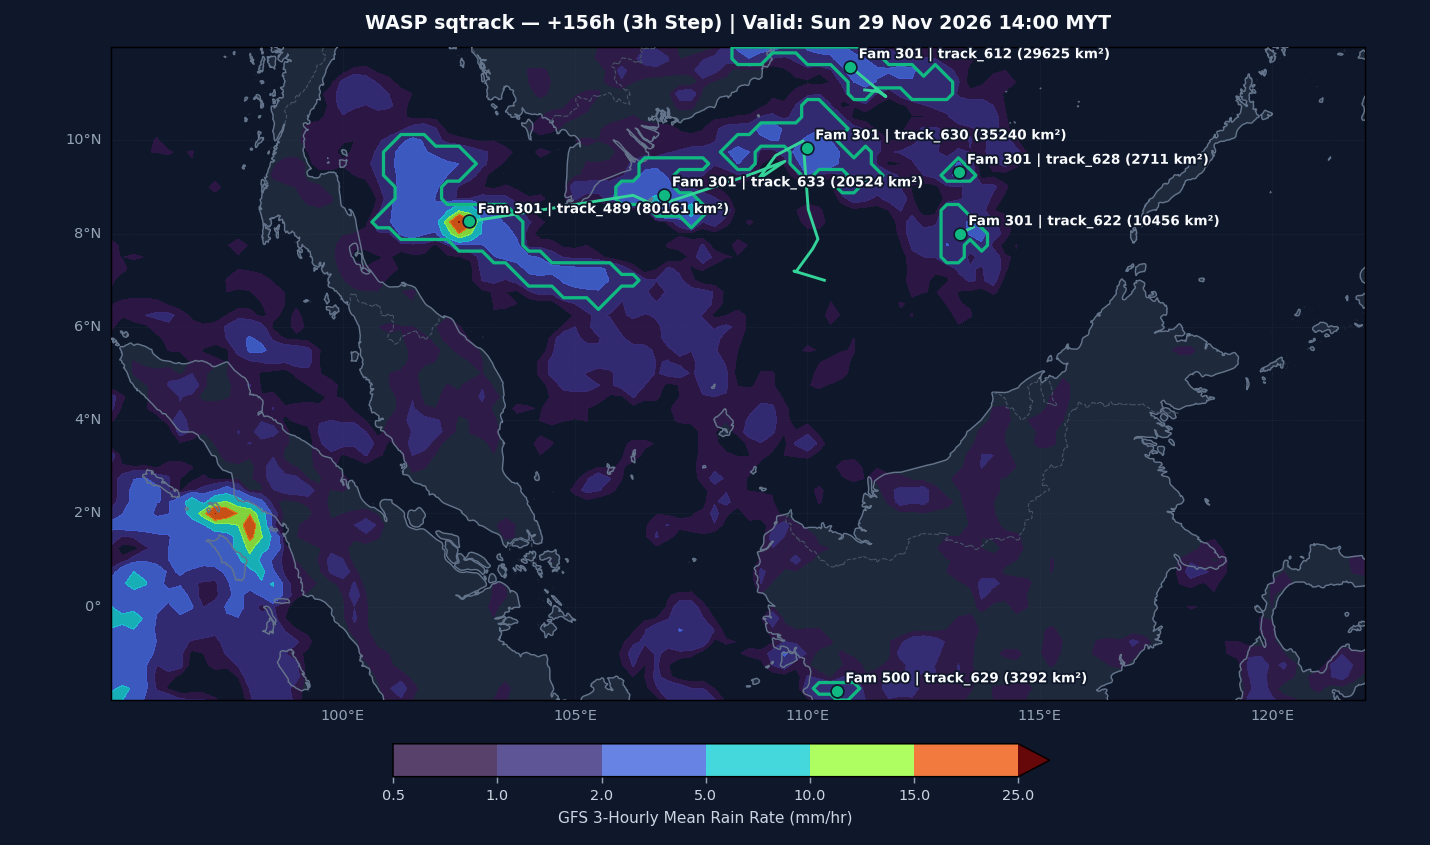 WASP sqtrack — +156h (3h Step) | Valid: Sun 29 Nov 2026 14:00 MYT
Fam 301 | track_612 (29625 km²)
10°N
Fam 301 | track_630 (35240 km²)
Fam 301 | track_628 (2711 km²)
Fam 301 | track_633 (20524 km²)
Fam 301 | track_489 (80161 km²)
Fam 301 | track_622 (10456 km²)
8°N
6°N
4°N
2°N
0°
Fam 500 | track_629 (3292 km²)
100°E 105°E 110°E 115°E 120°E
0.5 1.0 2.0 5.0 10.0 15.0 25.0
GFS 3-Hourly Mean Rain Rate (mm/hr)